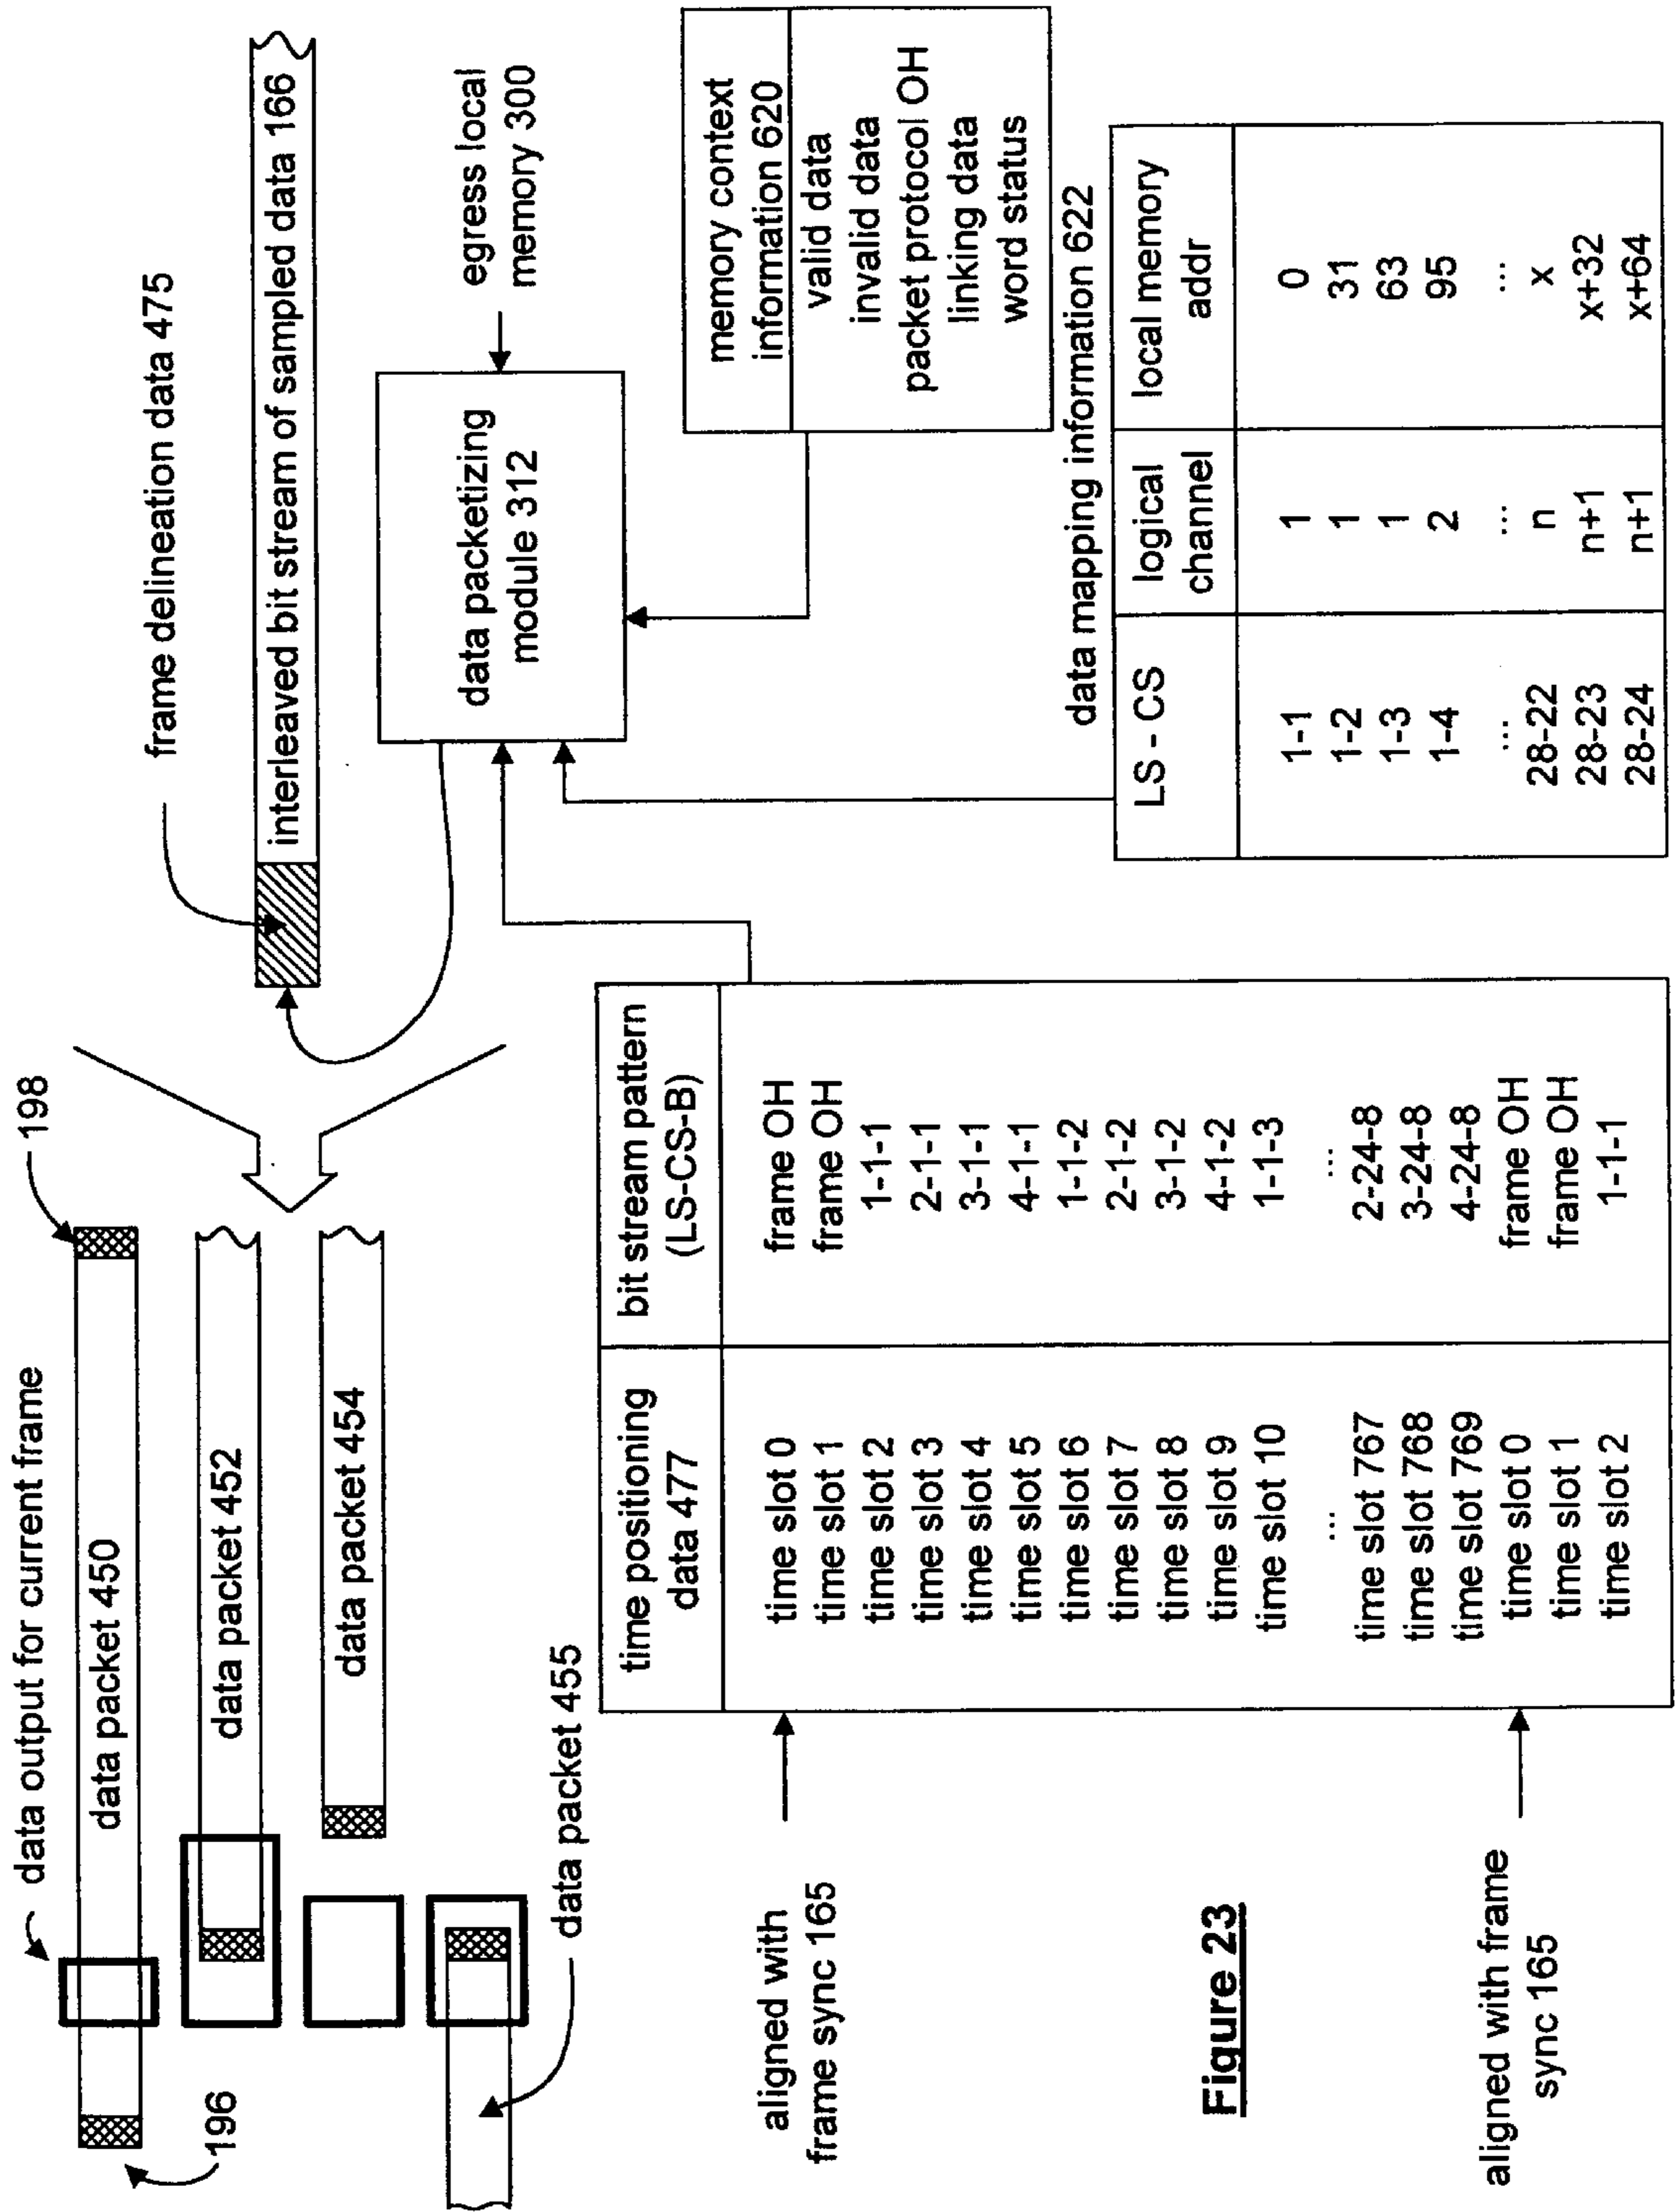 data output for current frame
198
data packet 450
data packet 452
data packet 454
data packet 455
196
frame delineation data 475
interleaved bit stream of sampled data 166
data packetizing
module 312
egress local
memory 300
memory context
information 620
valid data
invalid data
packet protocol OH
linking data
word status
time positioning
data 477
bit stream pattern
(LS-CS-B)
time slot 0 frame OH
time slot 1 frame OH
time slot 2 1-1-1
time slot 3 2-1-1
time slot 4 3-1-1
time slot 5 4-1-1
time slot 6 1-1-2
time slot 7 2-1-2
time slot 8 3-1-2
time slot 9 4-1-2
time slot 10 1-1-3
... ...
time slot 767 2-24-8
time slot 768 3-24-8
time slot 769 4-24-8
time slot 0 frame OH
time slot 1 frame OH
time slot 2 1-1-1
aligned with
frame sync 165
aligned with frame
sync 165
data mapping information 622
LS - CS
logical
channel
local memory
addr
1-1 1 0
1-2 1 31
1-3 1 63
1-4 2 95
... ... ...
28-22 n x
28-23 n+1 x+32
28-24 n+1 x+64
Figure 23